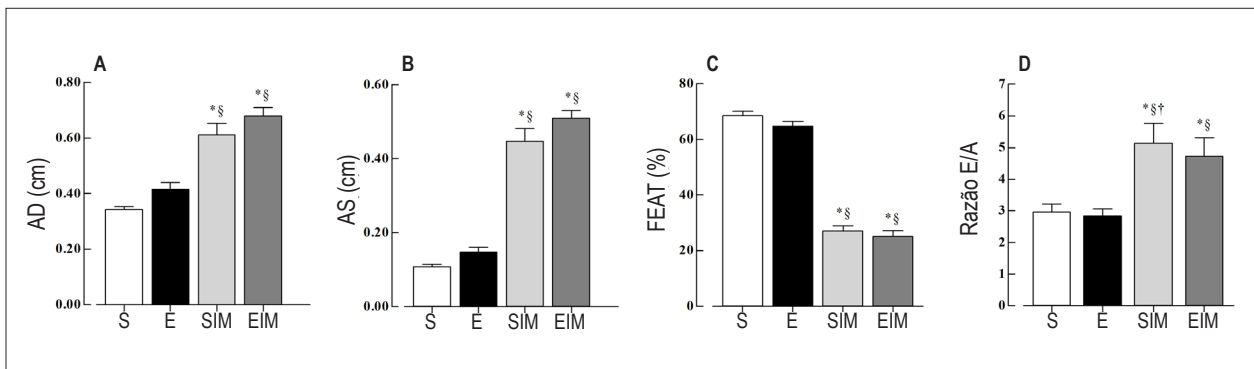 A
AD (cm)
0.80
0.60
0.40
0.20
0.00
*§
*§
S E SIM EIM
B
AS (cm)
0.60
0.40
0.20
0.00
*§
*§
S E SIM EIM
C
FEAT (%)
80
60
40
20
0
*§
*§
S E SIM EIM
D
Razão E/A
7
6
5
4
3
2
1
0
*§†
*§
S E SIM EIM